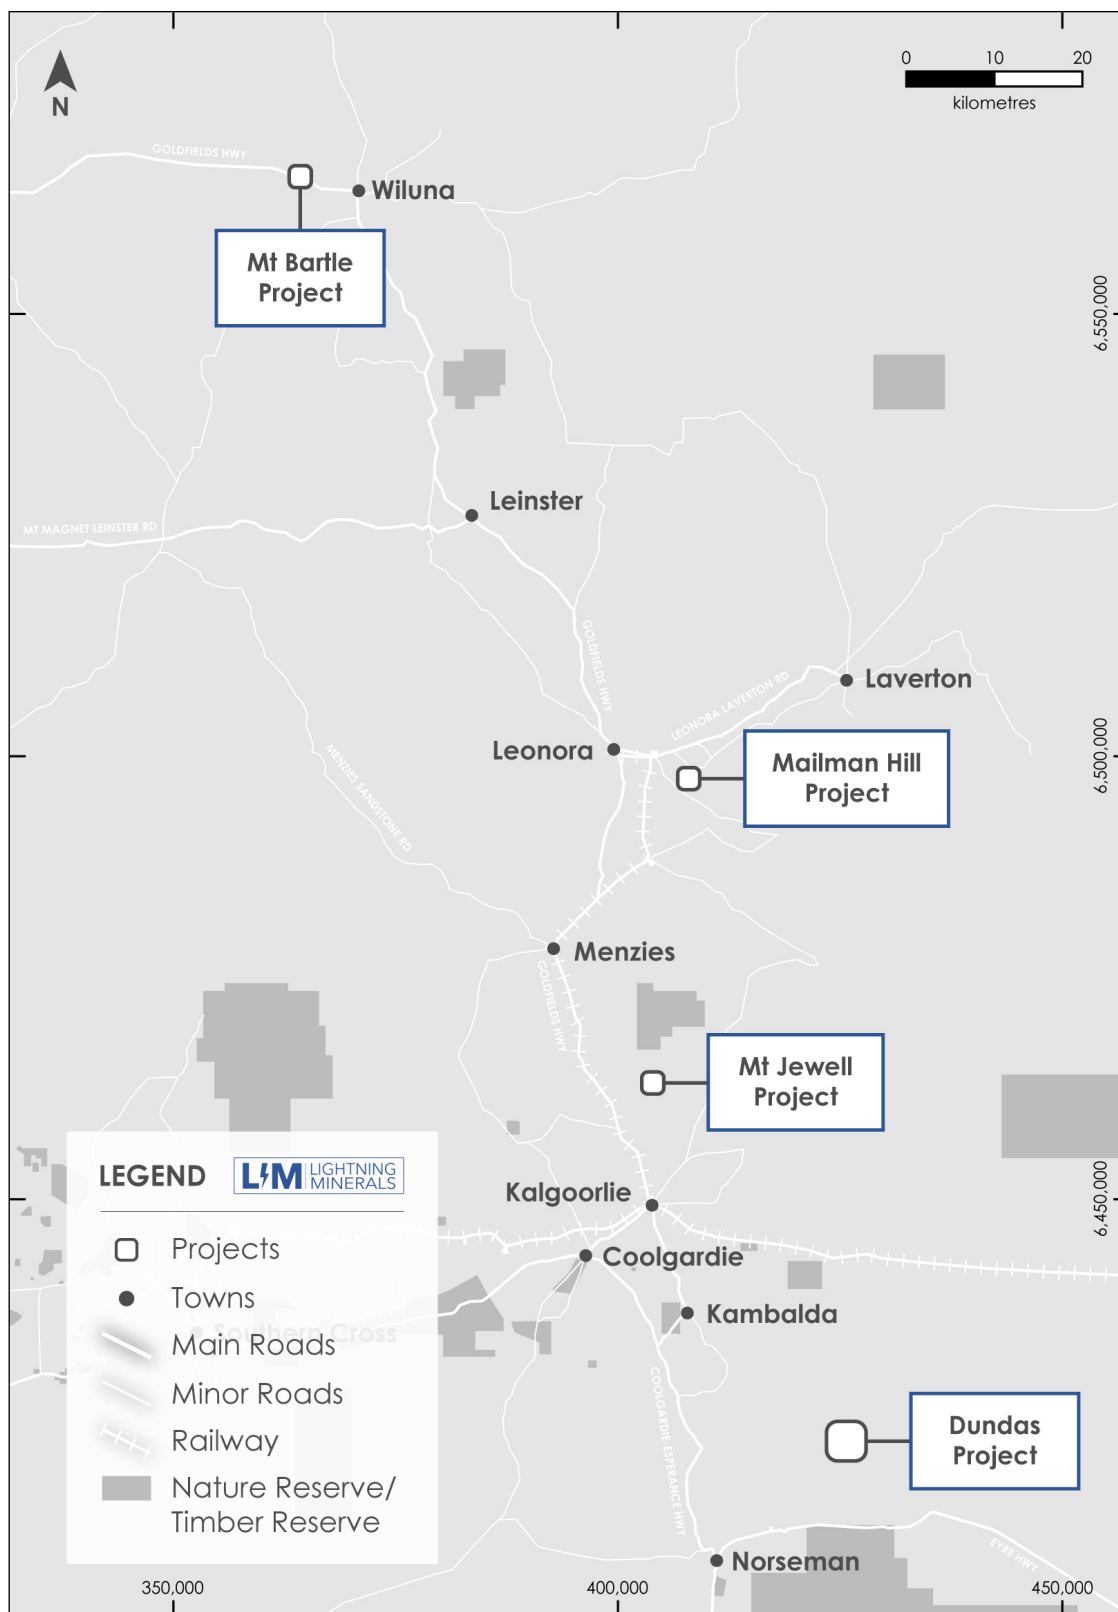 N
0 10 20
kilometres
GOLDFIELDS HWY
Wiluna
Mt Bartle
Project
6,550,000
Leinster
MT MAGNET LEINSTER RD
GOLDFIELDS HWY
Laverton
LEONORA LAVERTON RD
Leonora
Mailman Hill
Project
6,500,000
MENZIES SANDSTONE RD
Menzies
GOLDFIELDS HWY
Mt Jewell
Project
Kalgoorlie
6,450,000
Coolgardie
Kambalda
Southern Cross
COOLGARDIE-ESPERANCE HWY
Dundas
Project
Norseman
EYRE HWY
LEGEND
LM LIGHTNING
MINERALS
Projects
Towns
Main Roads
Minor Roads
Railway
Nature Reserve/
Timber Reserve
350,000
400,000
450,000